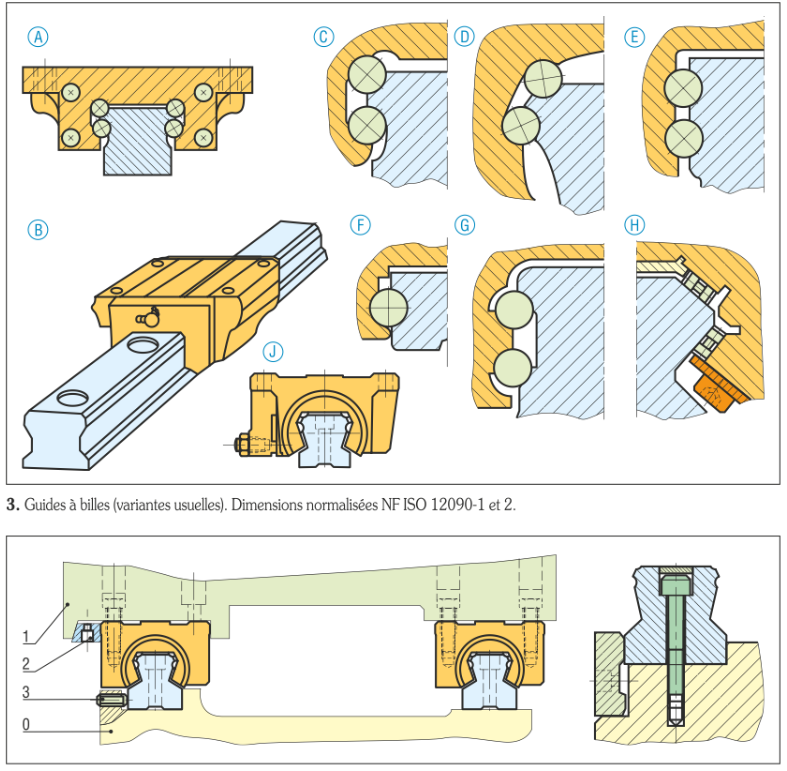 A
C
D
E
B
F
G
H
J
3. Guides à billes (variantes usuelles). Dimensions normalisées NF ISO 12090-1 et 2.
1
2
3
0